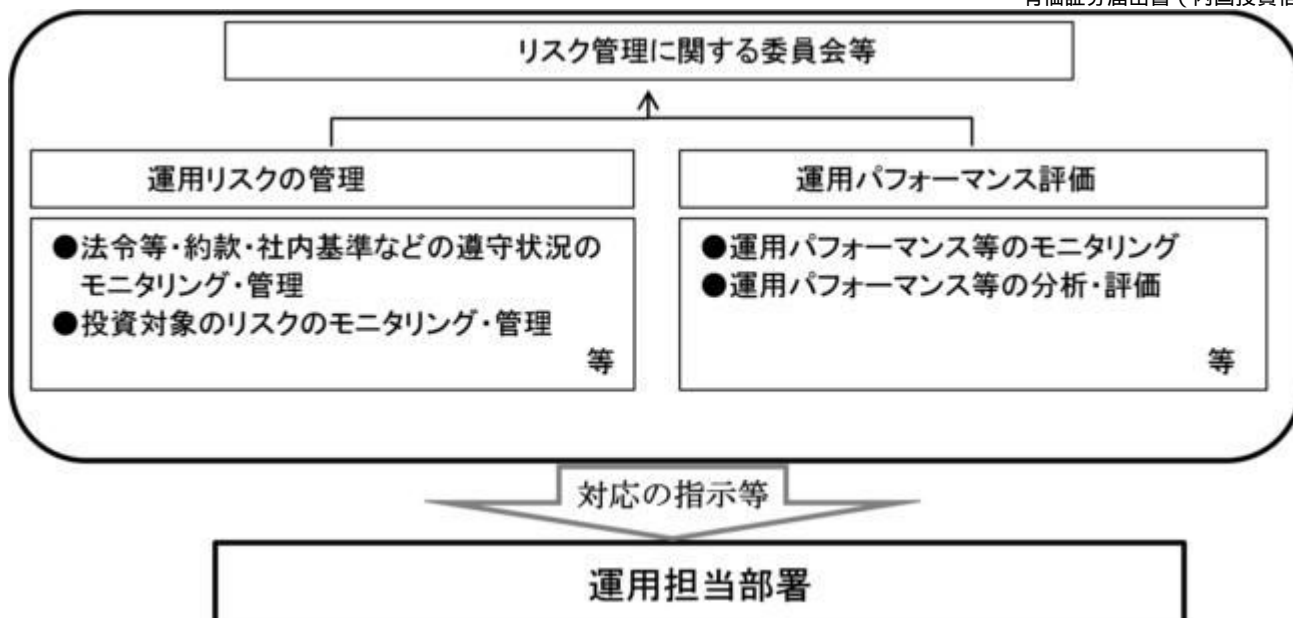 リスク管理に関する委員会等
運用リスクの管理
運用パフォーマンス評価
●法令等・約款・社内基準などの遵守状況の
モニタリング・管理
●投資対象のリスクのモニタリング・管理
等
●運用パフォーマンス等のモニタリング
●運用パフォーマンス等の分析・評価
等
対応の指示等
運用担当部署